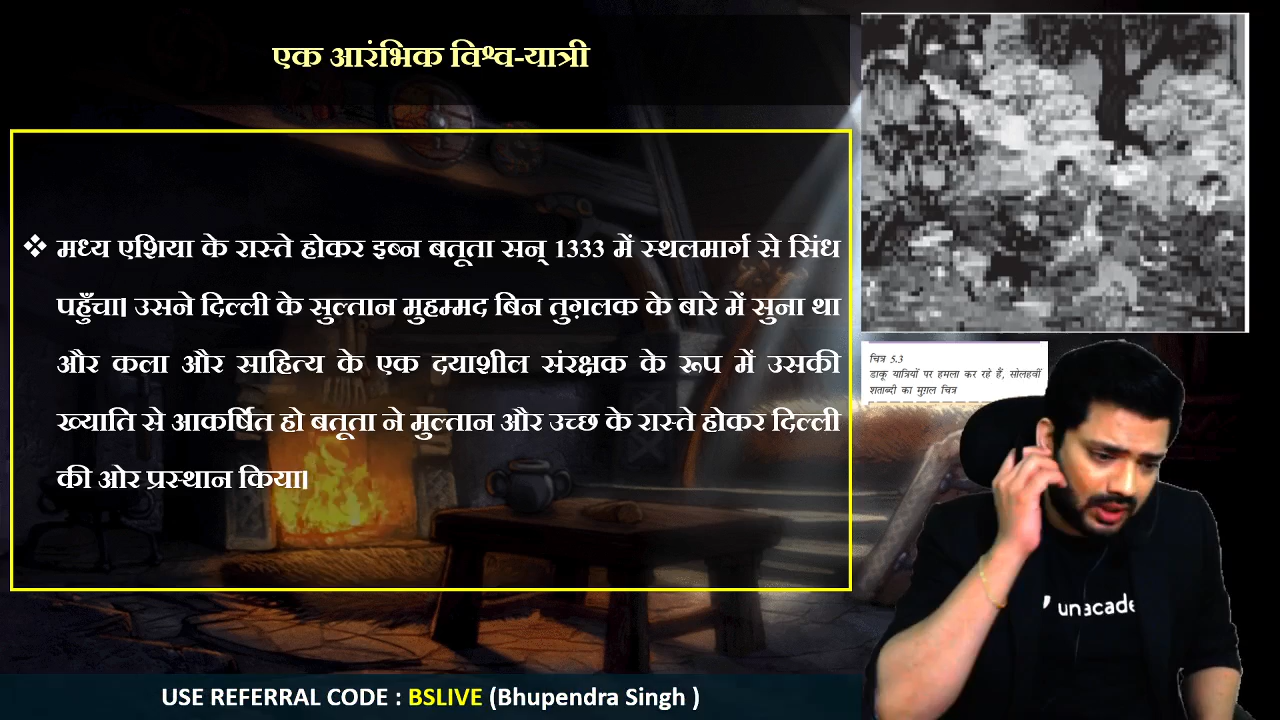 एक आरंभिक विश्व-यात्री
❖ मध्य एशिया के रास्ते होकर इब्न बतूता सन् 1333 में स्थलमार्ग से सिंध
पहुँचा। उसने दिल्ली के सुल्तान मुहम्मद बिन तुग़लक के बारे में सुना था
और कला और साहित्य के एक दयाशील संरक्षक के रूप में उसकी
ख्याति से आकर्षित हो बतूता ने मुल्तान और उच्छ के रास्ते होकर दिल्ली
की ओर प्रस्थान किया।
चित्र 5.3
डाकू यात्रियों पर हमला कर रहे हैं, सोलहवीं
शताब्दी का मुग़ल चित्र
unacade
USE REFERRAL CODE : BSLIVE (Bhupendra Singh )